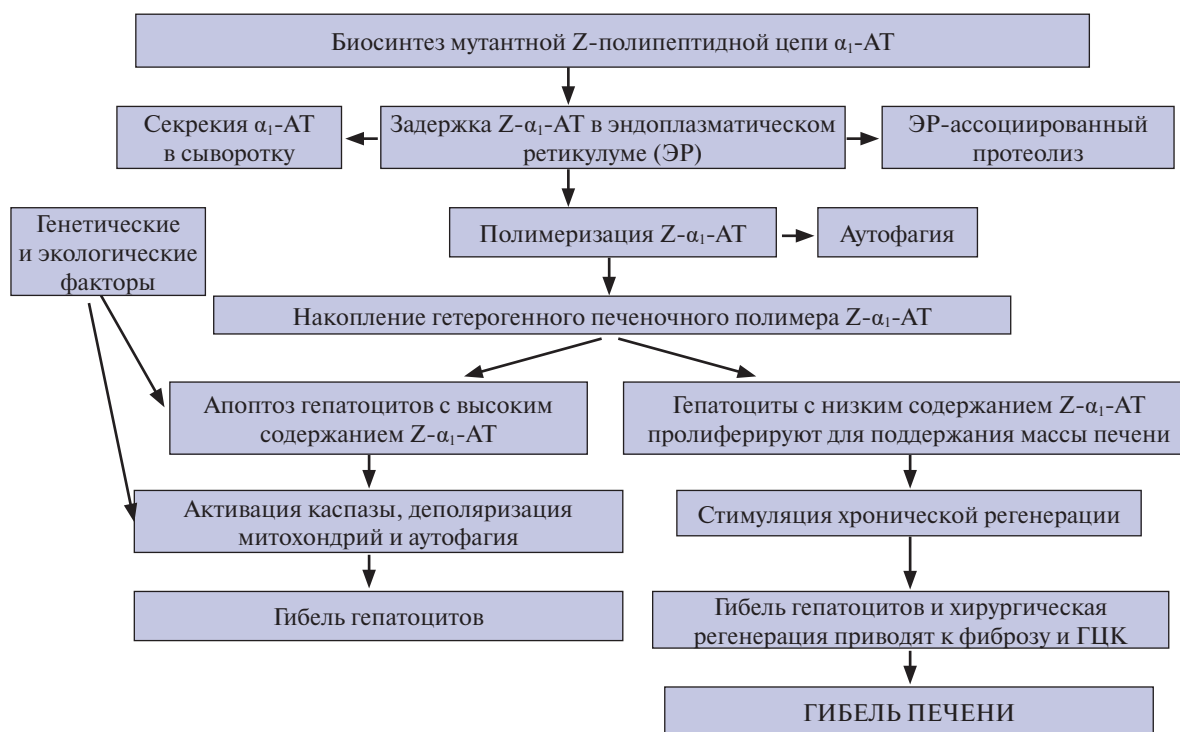 Биосинтез мутантной Z-полипептидной цепи α₁-АТ
Секрекия α₁-АТ
в сыворотку
Задержка Z-α₁-АТ в эндоплазматическом
ретикулуме (ЭР)
ЭР-ассоциированный
протеолиз
Генетические
и экологические
факторы
Полимеризация Z-α₁-АТ
Аутофагия
Накопление гетерогенного печеночного полимера Z-α₁-АТ
Апоптоз гепатоцитов с высоким
содержанием Z-α₁-АТ
Гепатоциты с низким содержанием Z-α₁-АТ
пролиферируют для поддержания массы печени
Активация каспазы, деполяризация
митохондрий и аутофагия
Стимуляция хронической регенерации
Гибель гепатоцитов
Гибель гепатоцитов и хирургическая
регенерация приводят к фиброзу и ГЦК
ГИБЕЛЬ ПЕЧЕНИ